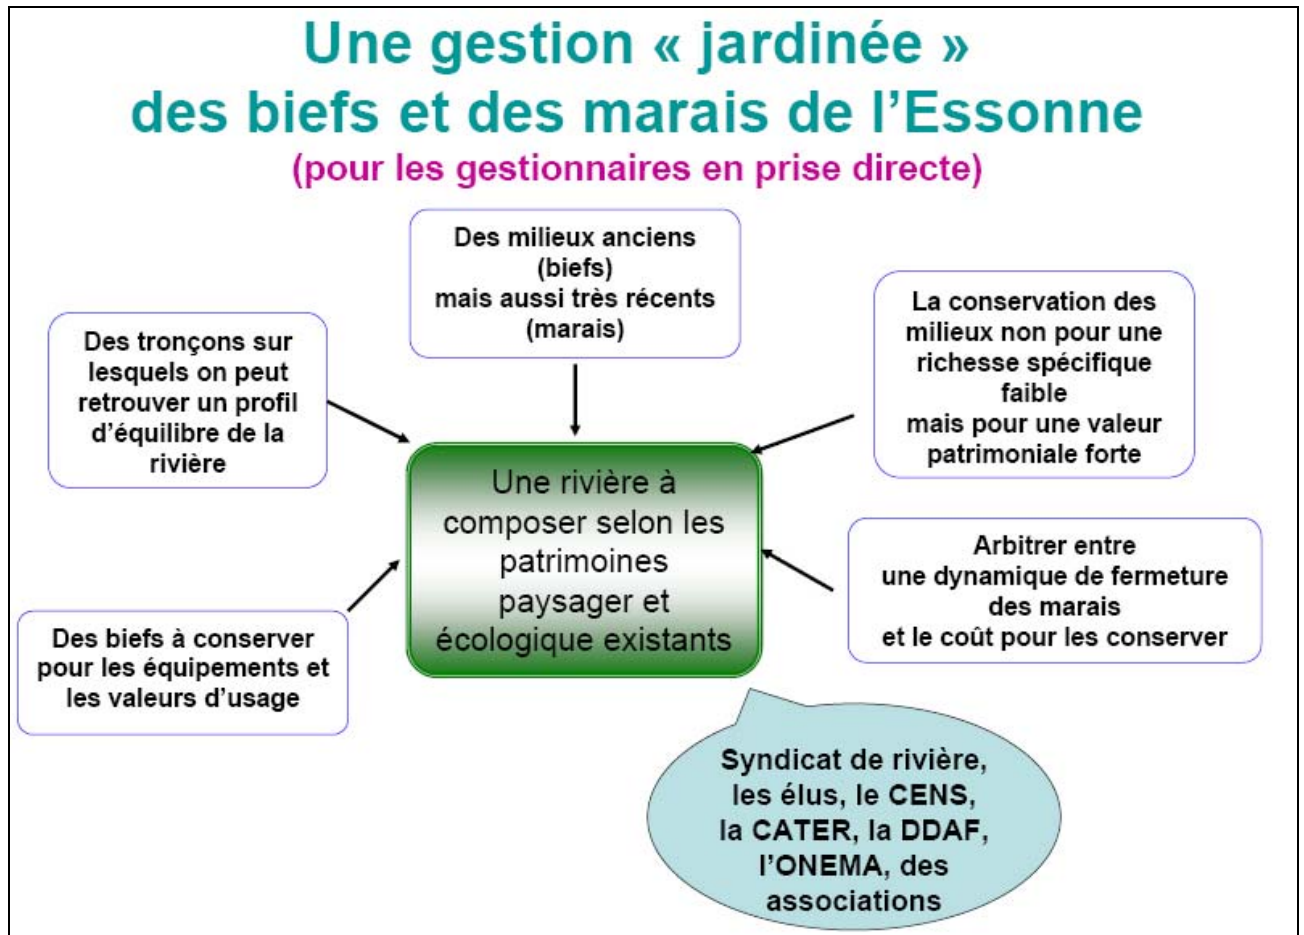 Une gestion « jardinée »
des biefs et des marais de l'Essonne
(pour les gestionnaires en prise directe)
Des milieux anciens
(biefs)
mais aussi très récents
(marais)
La conservation des
milieux non pour une
richesse spécifique
faible
mais pour une valeur
patrimoniale forte
Des tronçons sur
lesquels on peut
retrouver un profil
d'équilibre de la
rivière
Une rivière à
composer selon les
patrimoines
paysager et
écologique existants
Arbitrer entre
une dynamique de fermeture
des marais
et le coût pour les conserver
Des biefs à conserver
pour les équipements et
les valeurs d'usage
Syndicat de rivière,
les élus, le CENS,
la CATER, la DDAF,
l'ONEMA, des
associations